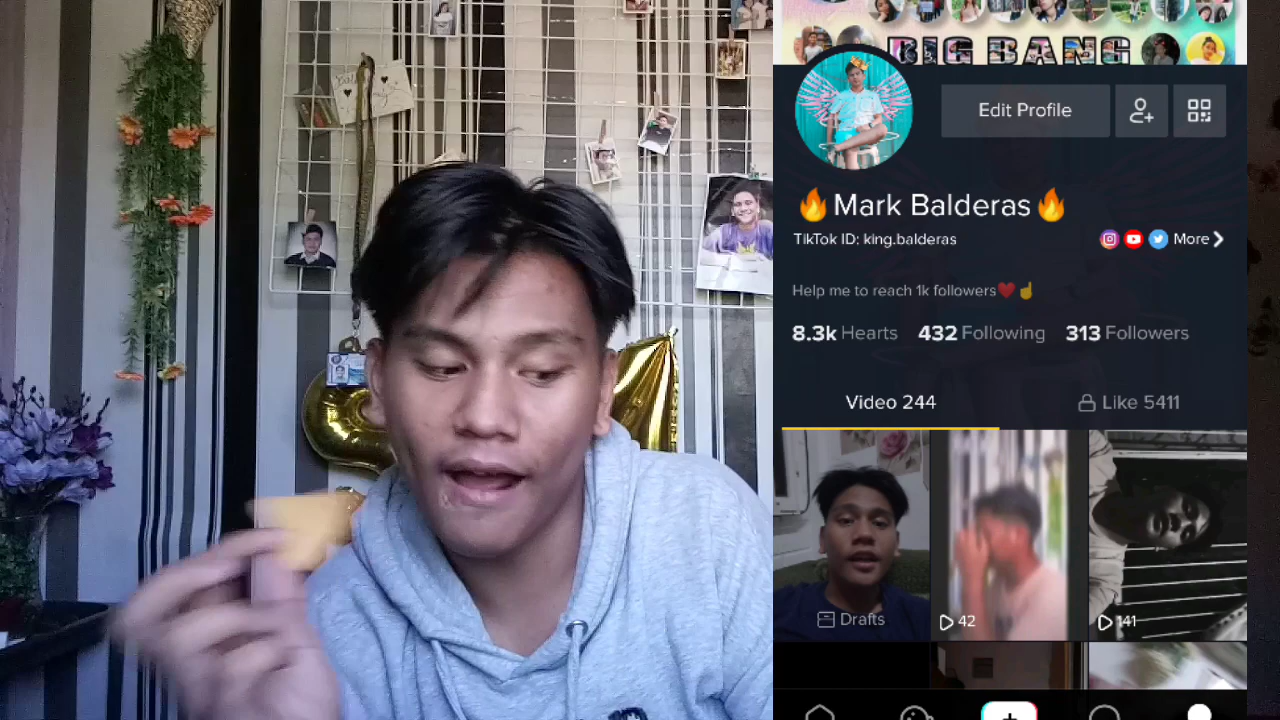 BIG BANG
Edit Profile
🔥Mark Balderas🔥
TikTok ID: king.balderas
More
Help me to reach 1k followers❤️☝️
8.3k Hearts 432 Following 313 Followers
Video 244
Like 5411
Drafts
42
141